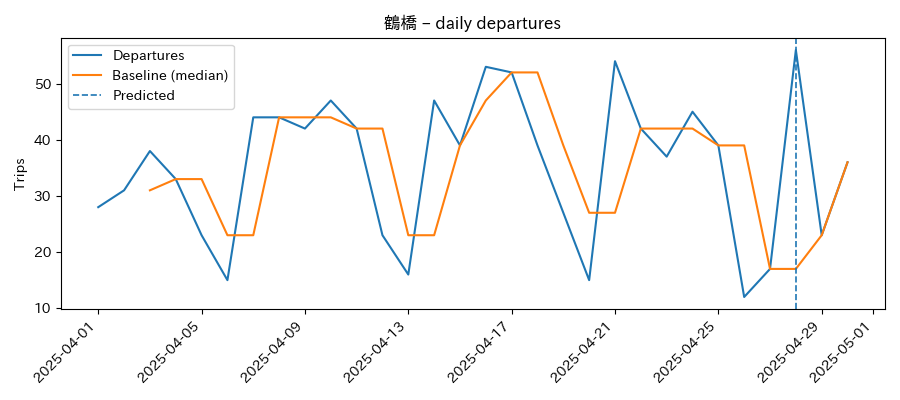 鶴橋 – daily departures
Departures
Baseline (median)
Predicted
Trips
50
40
30
20
10
2025-04-01
2025-04-05
2025-04-09
2025-04-13
2025-04-17
2025-04-21
2025-04-25
2025-04-29
2025-05-01